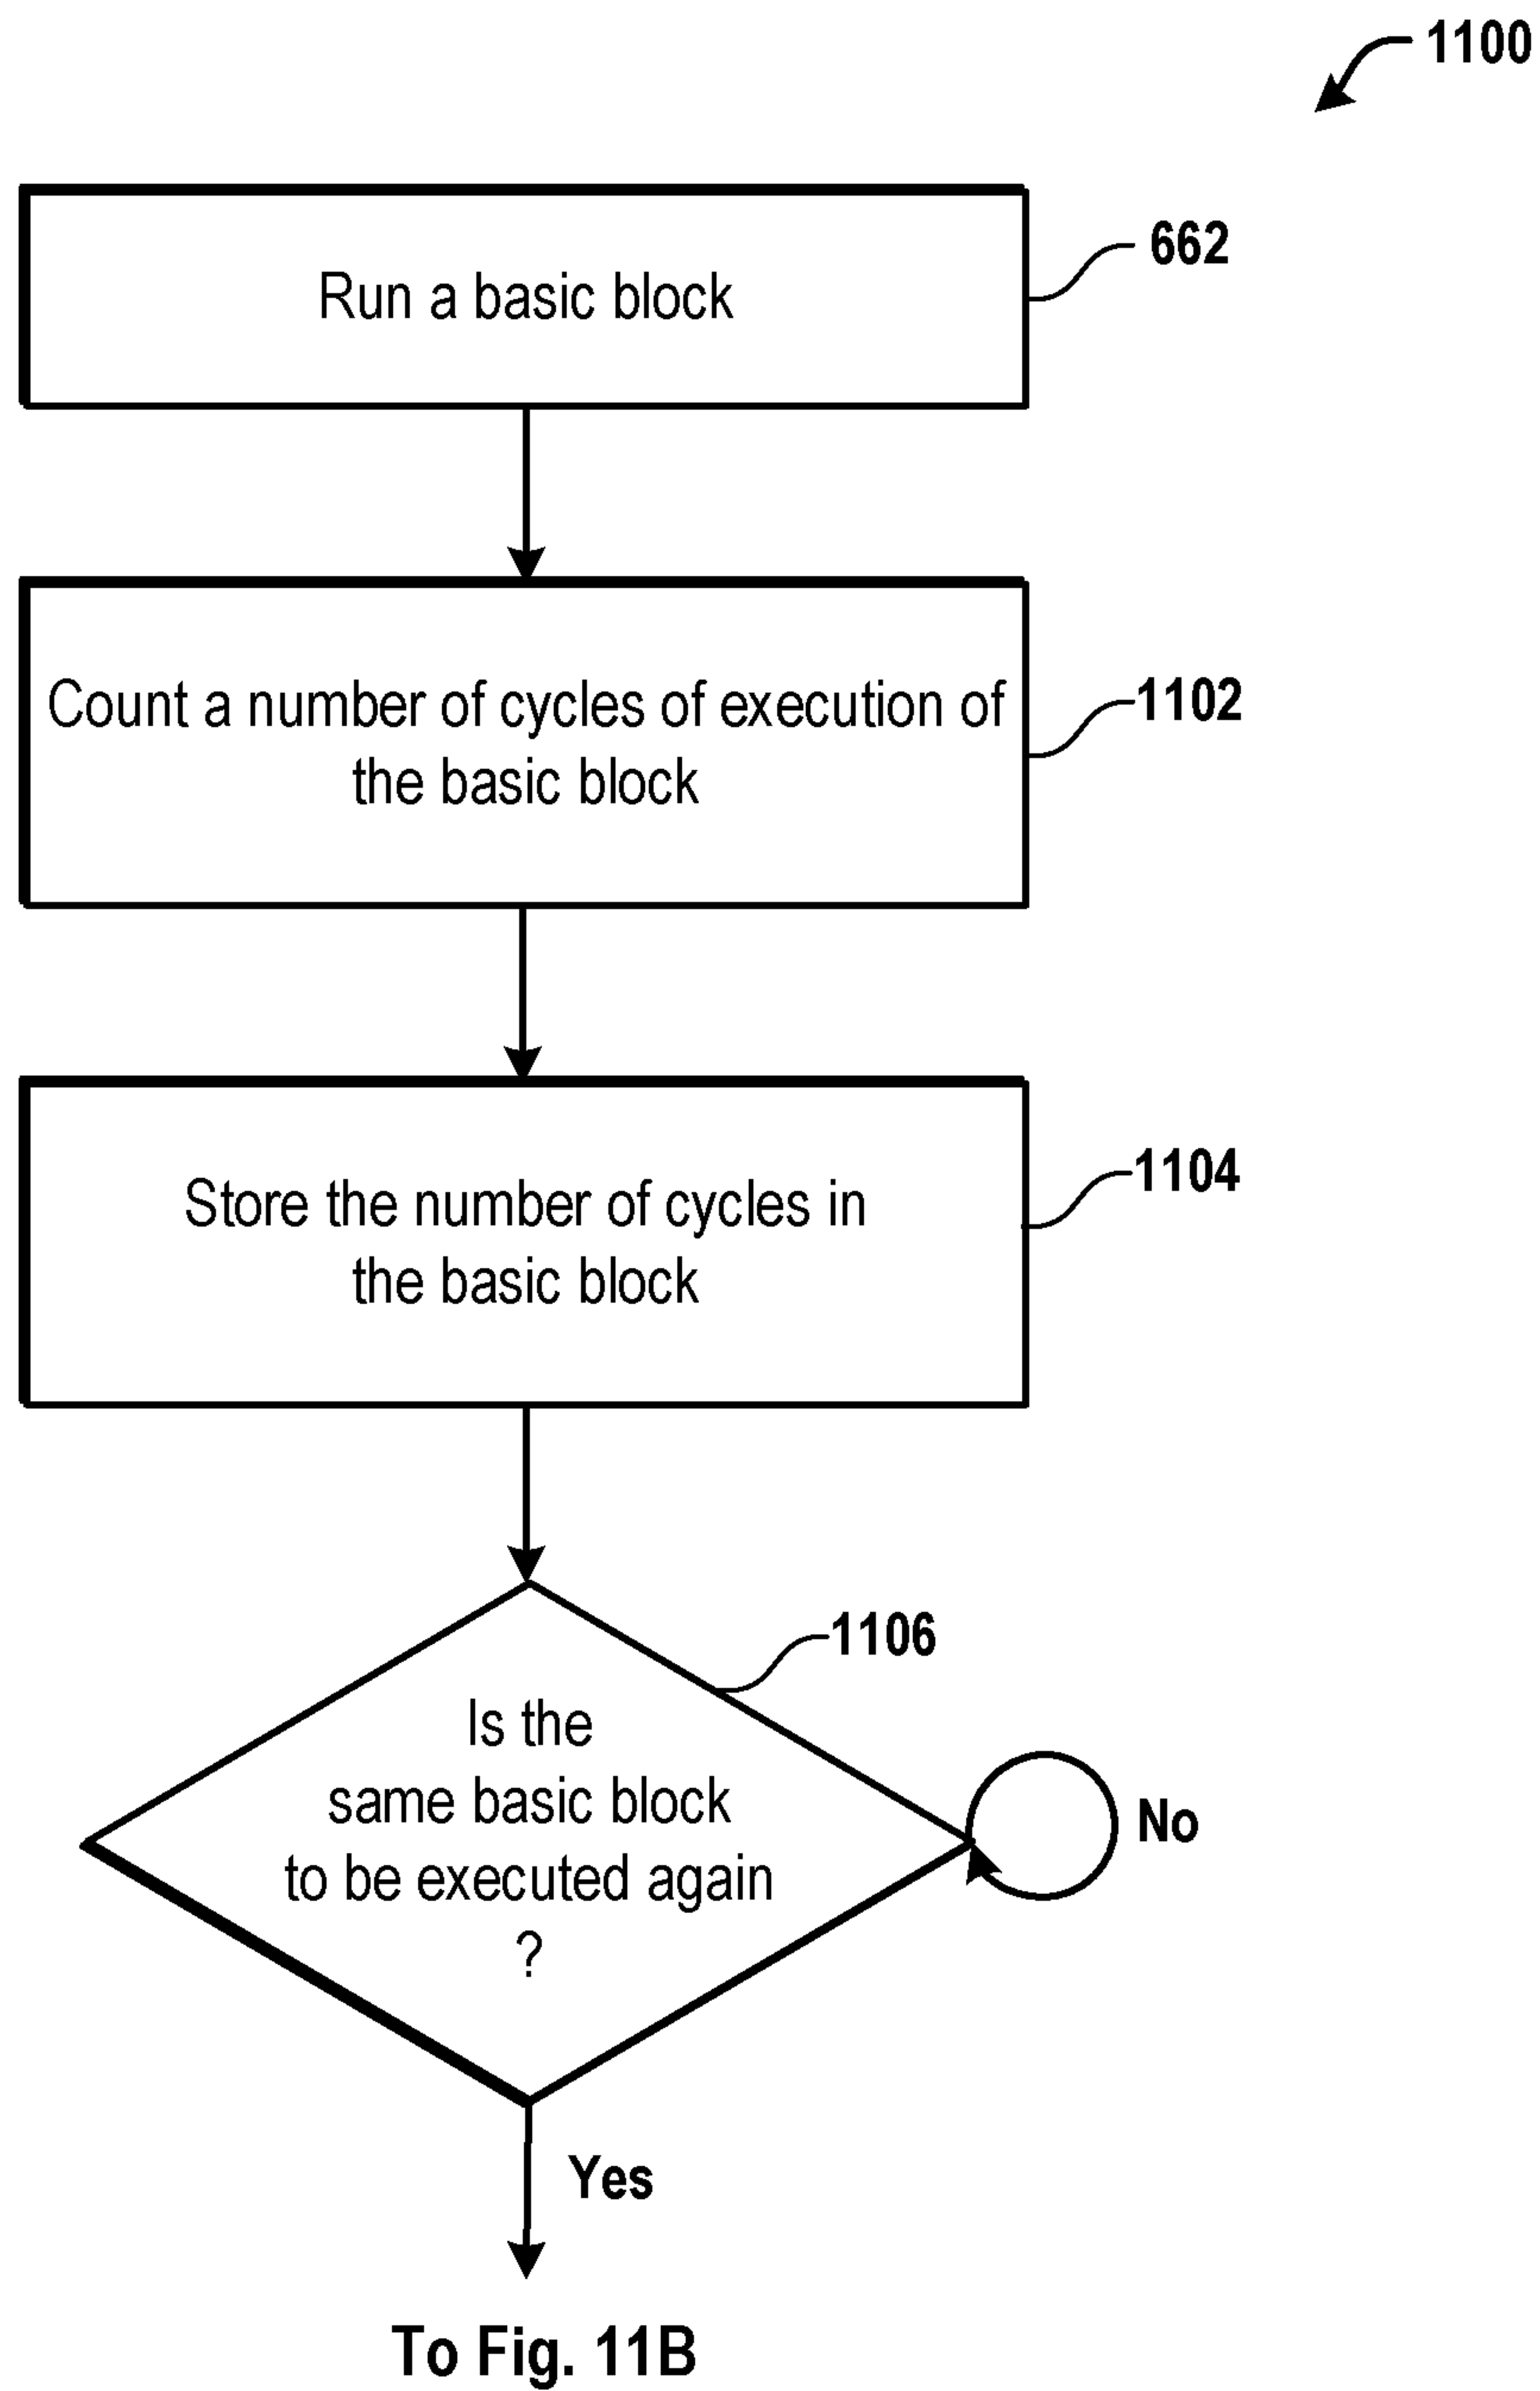 1100
Run a basic block
662
Count a number of cycles of execution of
the basic block
1102
Store the number of cycles in
the basic block
1104
Is the
same basic block
to be executed again
?
1106
No
Yes
To Fig. 11B